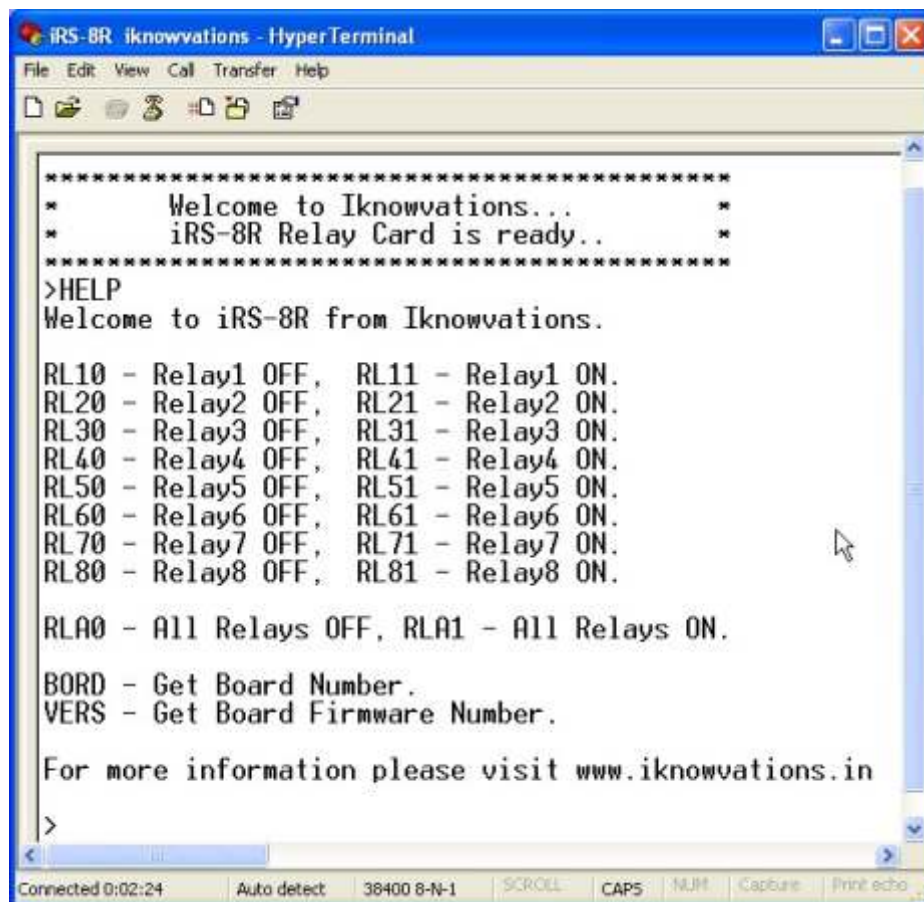 iRS-8R iknowvations - HyperTerminal
File Edit View Call Transfer Help
********************************************
* Welcome to Iknowvations... *
* iRS-8R Relay Card is ready.. *
********************************************
>HELP
Welcome to iRS-8R from Iknowvations.
RL10 - Relay1 OFF, RL11 - Relay1 ON.
RL20 - Relay2 OFF, RL21 - Relay2 ON.
RL30 - Relay3 OFF, RL31 - Relay3 ON.
RL40 - Relay4 OFF, RL41 - Relay4 ON.
RL50 - Relay5 OFF, RL51 - Relay5 ON.
RL60 - Relay6 OFF, RL61 - Relay6 ON.
RL70 - Relay7 OFF, RL71 - Relay7 ON.
RL80 - Relay8 OFF, RL81 - Relay8 ON.
RLA0 - All Relays OFF, RLA1 - All Relays ON.
BORD - Get Board Number.
VERS - Get Board Firmware Number.
For more information please visit www.iknowvations.in
>
Connected 0:02:24 Auto detect 38400 8-N-1 SCROLL CAPS NUM Capture Print echo